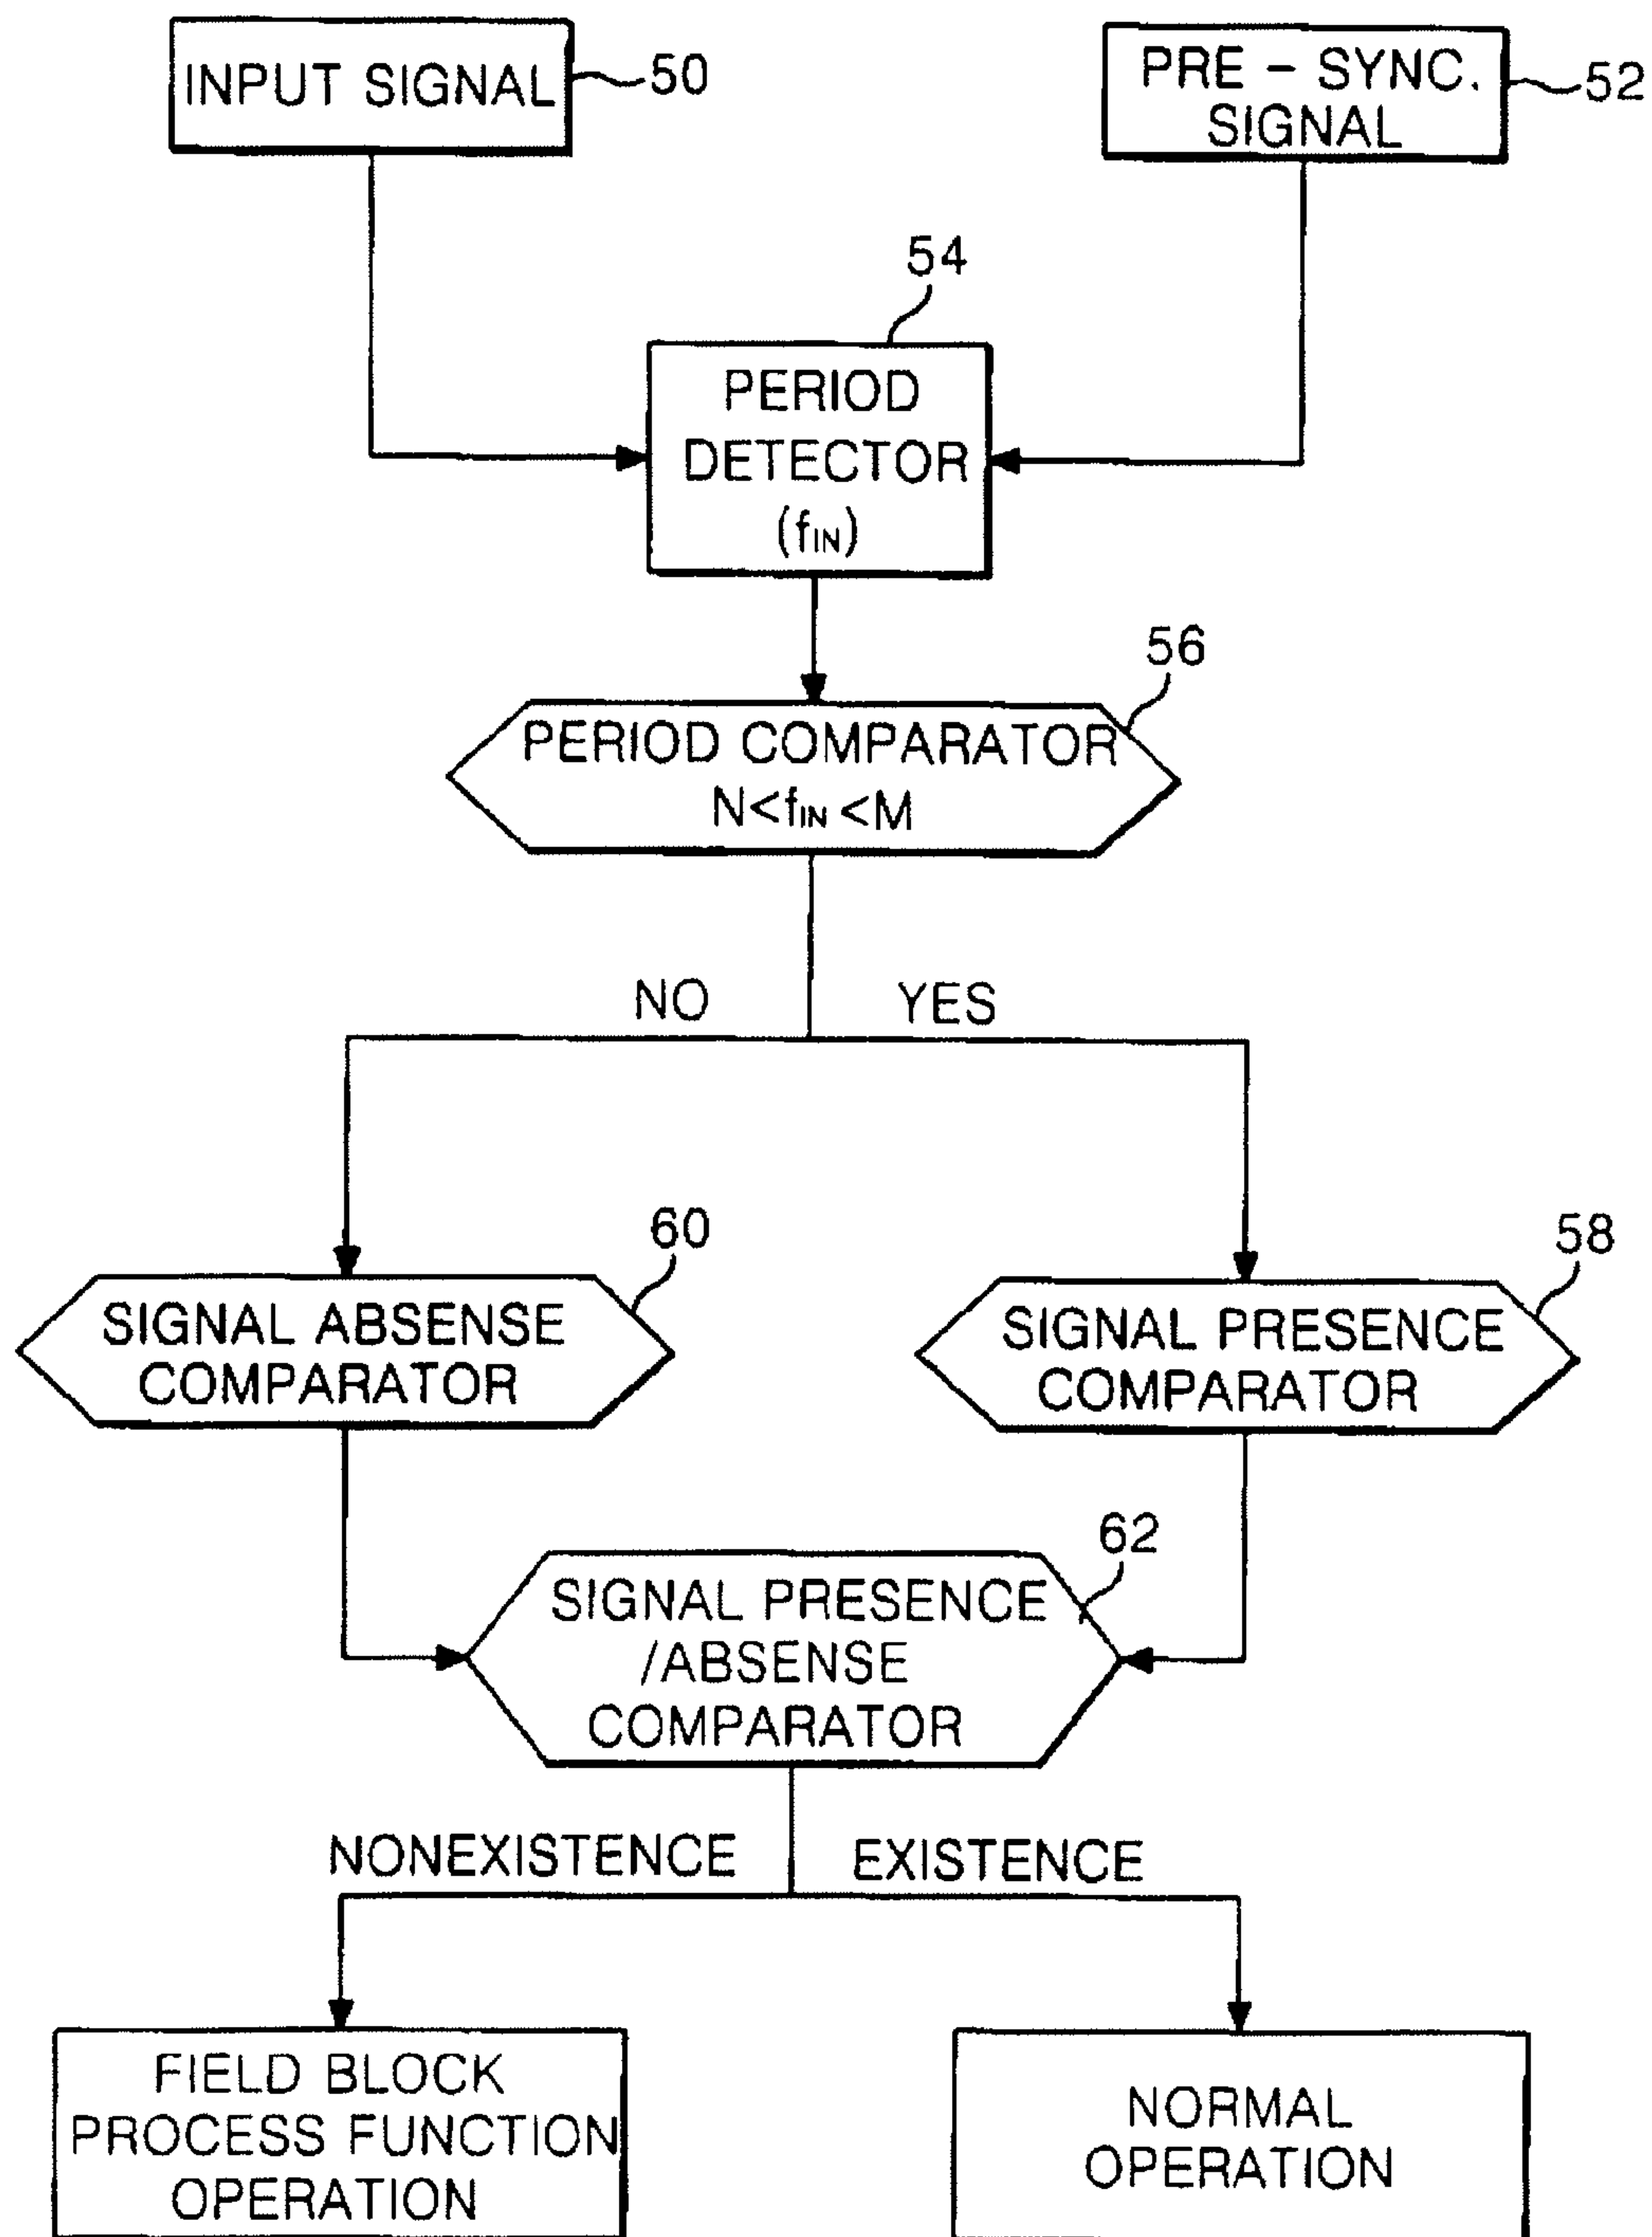 INPUT SIGNAL
50
PRE - SYNC.
SIGNAL
52
54
PERIOD
DETECTOR
(fIN)
56
PERIOD COMPARATOR
N<fIN<M
NO
YES
60
SIGNAL ABSENSE
COMPARATOR
58
SIGNAL PRESENCE
COMPARATOR
62
SIGNAL PRESENCE
/ABSENSE
COMPARATOR
NONEXISTENCE
EXISTENCE
FIELD BLOCK
PROCESS FUNCTION
OPERATION
NORMAL
OPERATION